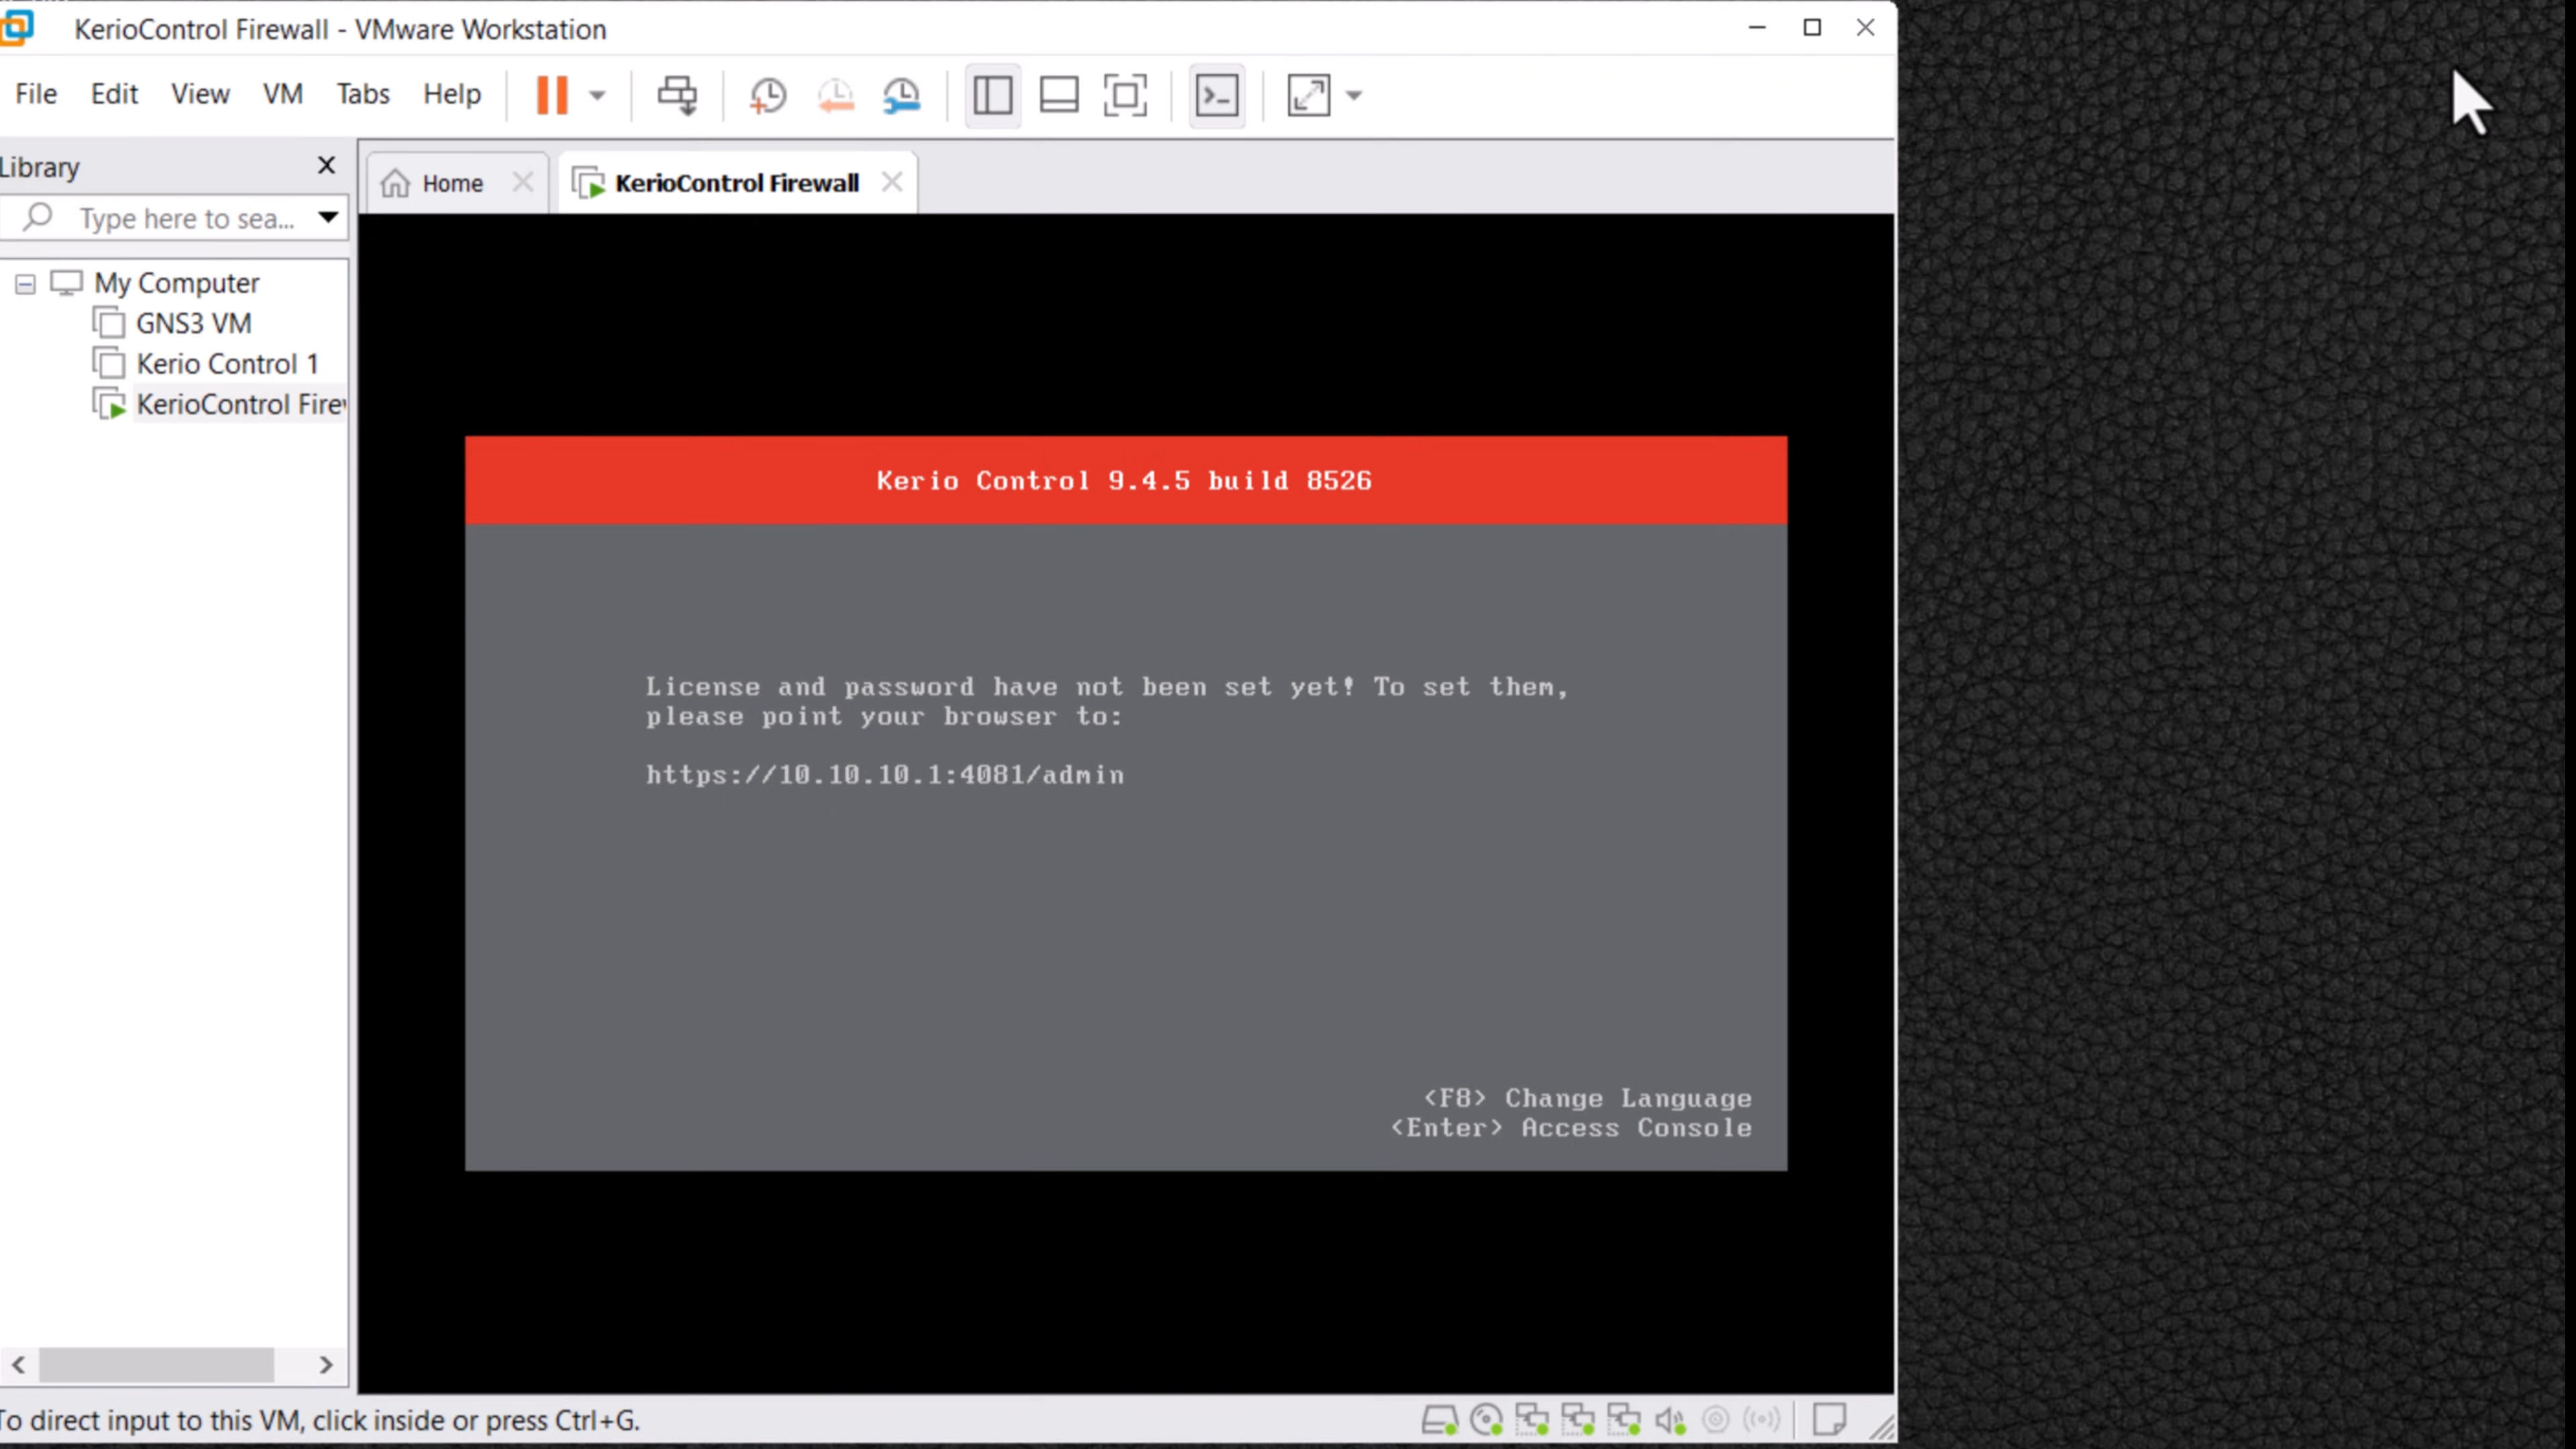 KerioControl Firewall - VMware Workstation
File Edit View VM Tabs Help
Library
Home
KerioControl Firewall
Type here to sea...
My Computer
GNS3 VM
Kerio Control 1
KerioControl Fire
Kerio Control 9.4.5 build 8526
License and password have not been set yet! To set them,
please point your browser to:
https://10.10.10.1:4081/admin
<F8> Change Language
<Enter> Access Console
To direct input to this VM, click inside or press Ctrl+G.